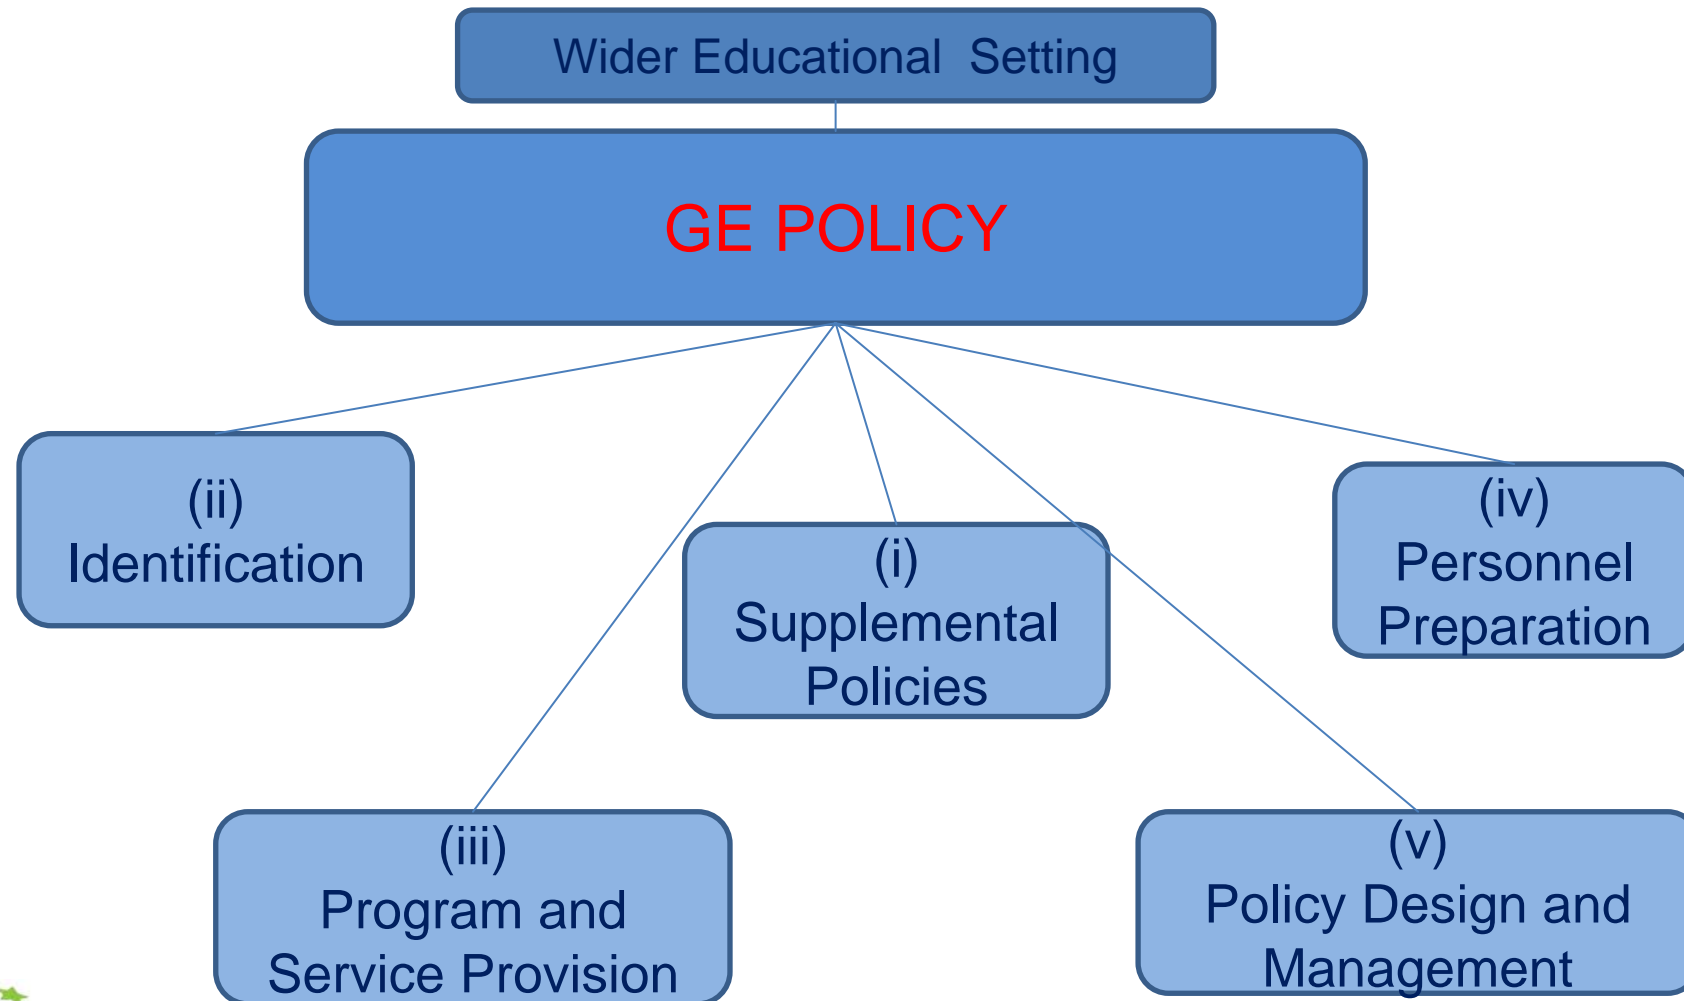 Wider Educational  Setting
GE POLICY
(ii)
Identification
(i)
Supplemental
Policies
(iv)
Personnel
Preparation
(iii)
Program and
Service Provision
(v)
Policy Design and
Management